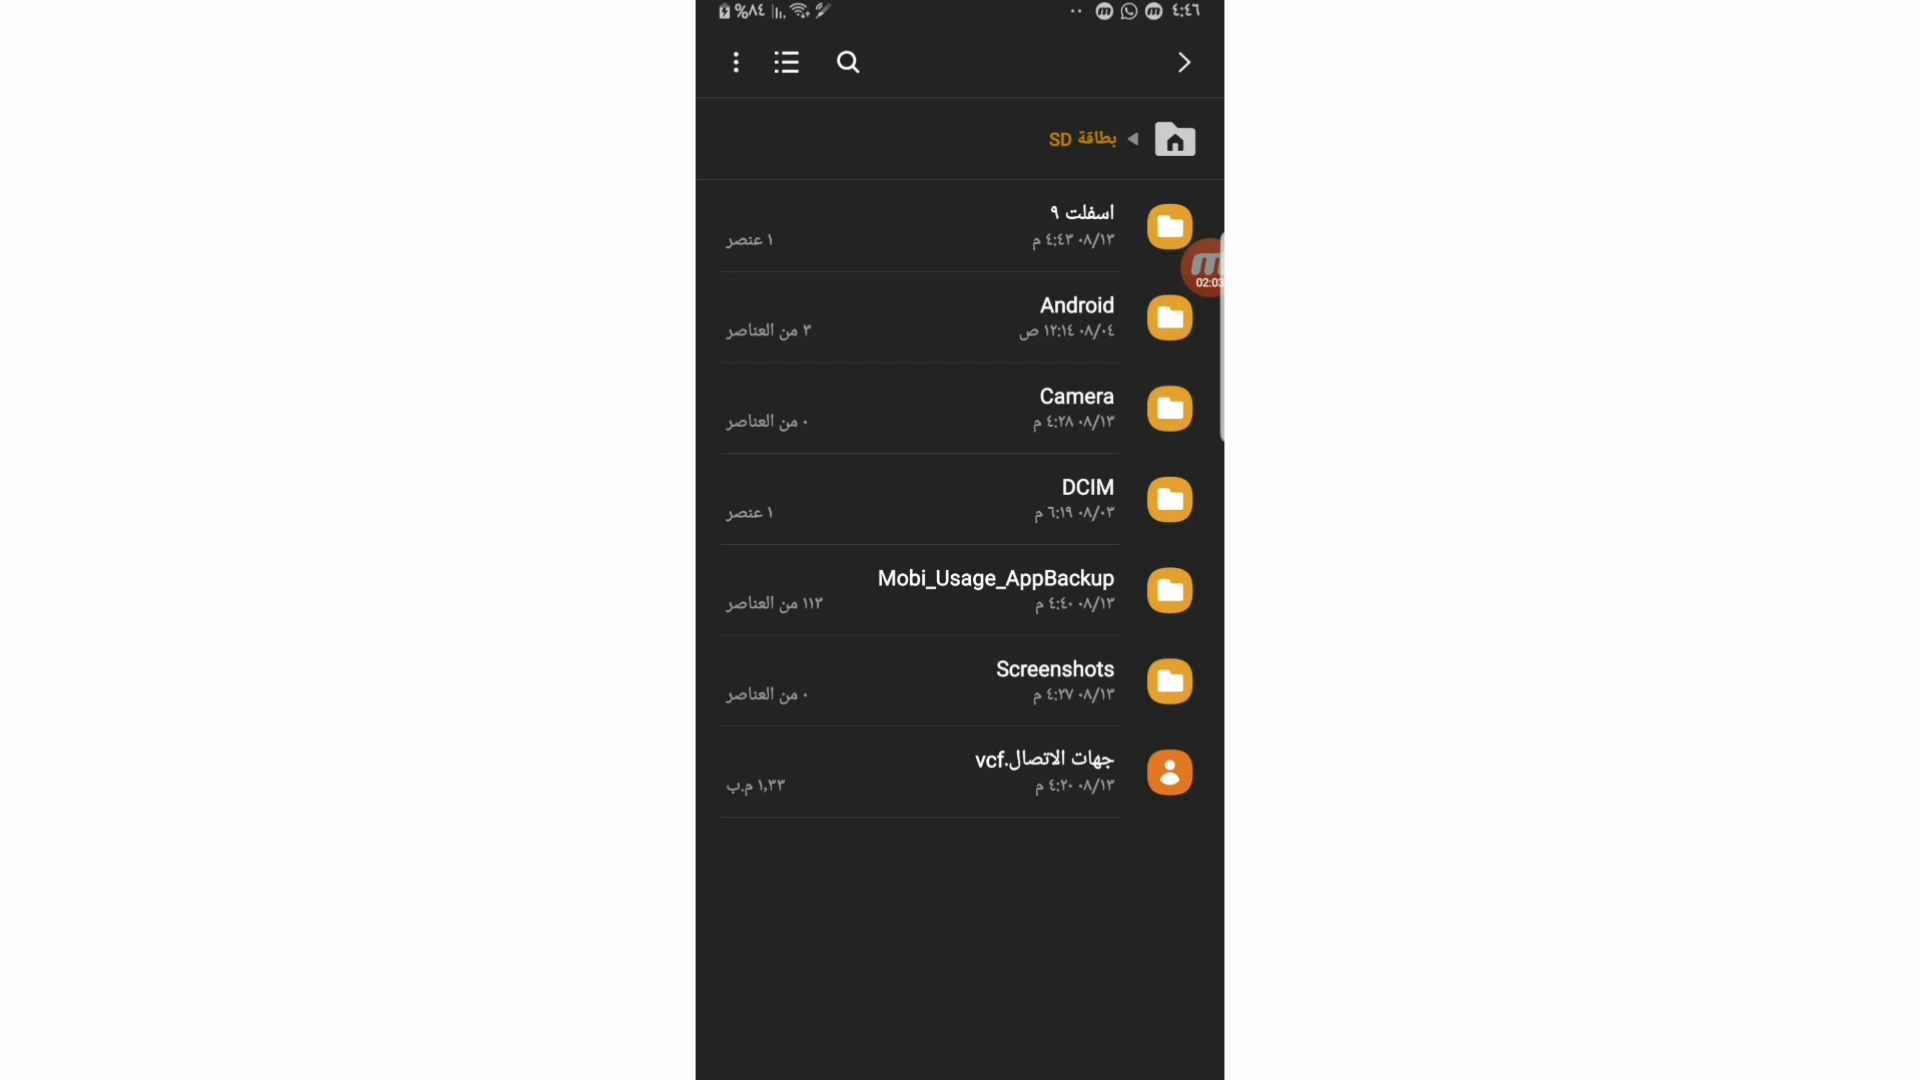 ٤:٤٦
%٨٤
بطاقة SD
اسفلت ٩
٠٨/١٣ ٤:٤٣ م
١ عنصر
02:03
Android
٠٨/٠٤ ١٢:١٤ ص
٣ من العناصر
Camera
٠٨/١٣ ٤:٢٨ م
٠ من العناصر
DCIM
٠٨/٠٣ ٦:١٩ م
١ عنصر
Mobi_Usage_AppBackup
٠٨/١٣ ٤:٤٠ م
١١٣ من العناصر
Screenshots
٠٨/١٣ ٤:٢٧ م
٠ من العناصر
جهات الاتصال.vcf
٠٨/١٣ ٤:٢٠ م
١,٣٣ م.ب